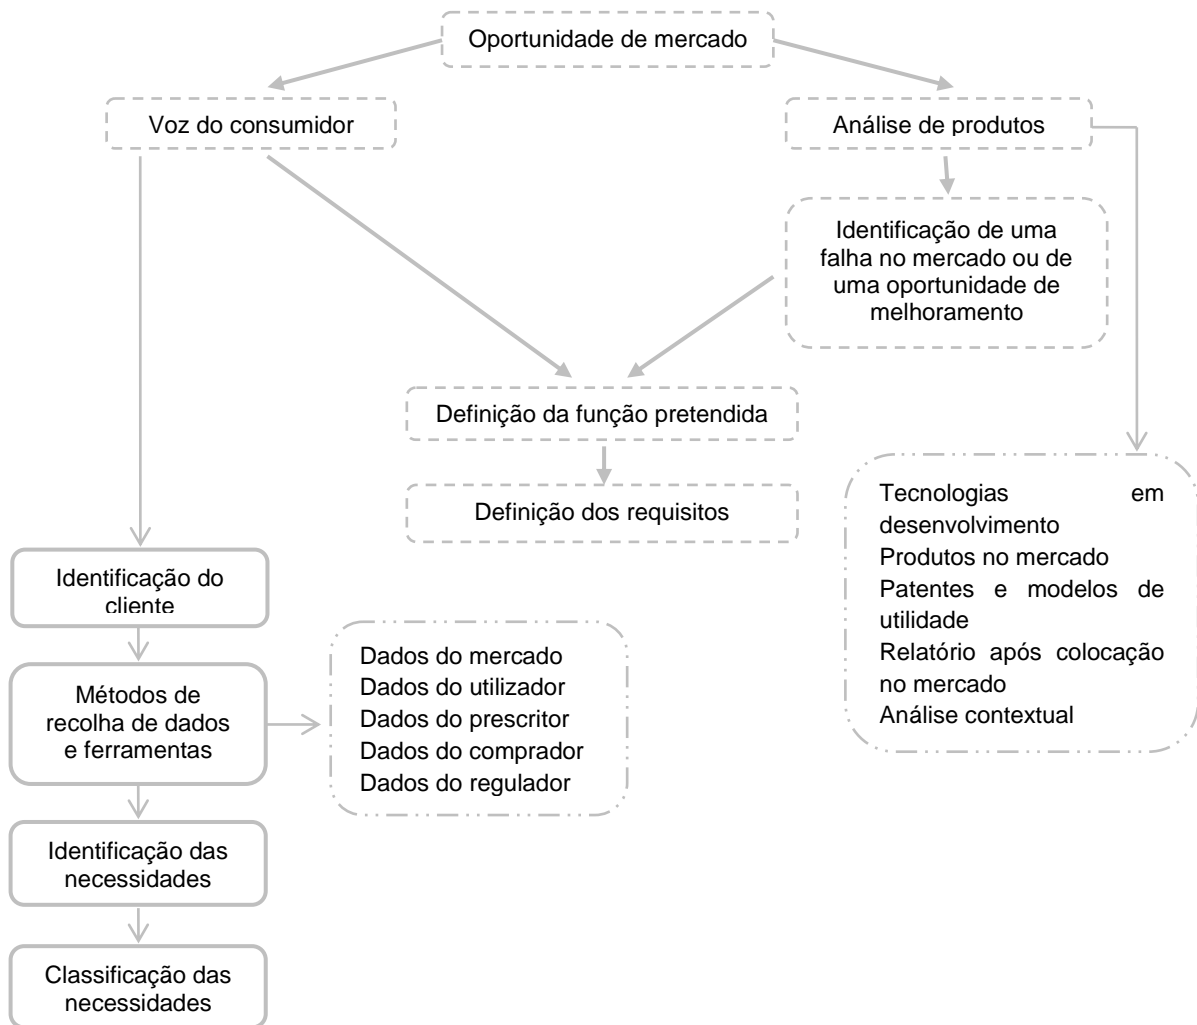 Oportunidade de mercado
Voz do consumidor
Análise de produtos
Identificação de uma
falha no mercado ou de
uma oportunidade de
melhoramento
Definição da função pretendida
Definição dos requisitos
Tecnologias em
desenvolvimento
Produtos no mercado
Patentes e modelos de
utilidade
Relatório após colocação
no mercado
Análise contextual
Identificação do
cliente
Métodos de
recolha de dados
e ferramentas
Dados do mercado
Dados do utilizador
Dados do prescritor
Dados do comprador
Dados do regulador
Identificação das
necessidades
Classificação das
necessidades